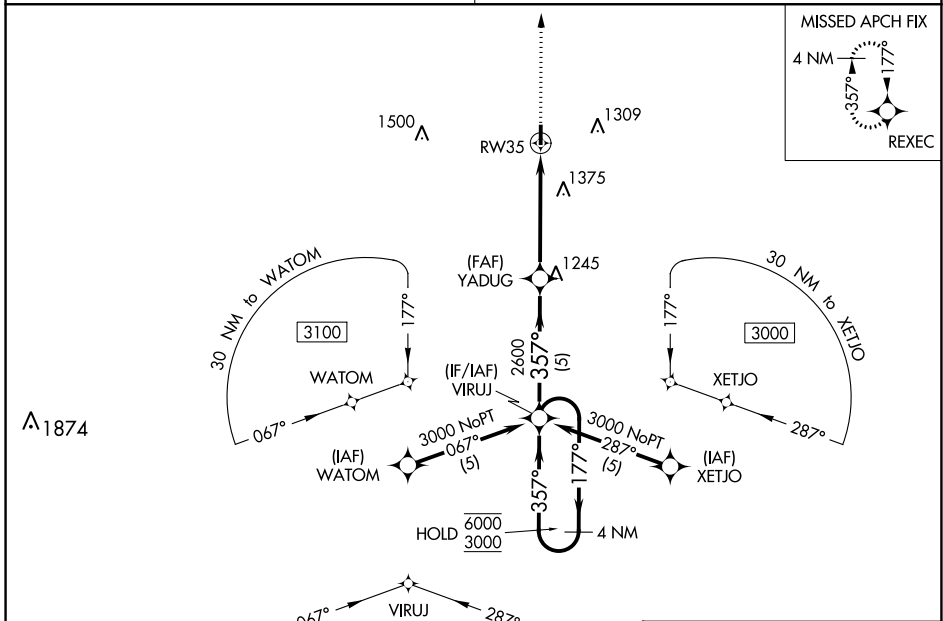 MISSED APCH FIX
4 NM
177°
357°
REXEC
1500
1309
RW35
1375
(FAF)
YADUG
1245
30 NM to WATOM
177°
3100
WATOM
067°
30 NM to XETJO
177°
3000
XETJO
287°
2600
357°
(5)
(IF/IAF)
VIRUJ
1874
3000 NoPT
067°
(5)
(IAF)
WATOM
3000 NoPT
287°
(5)
(IAF)
XETJO
357°
177°
HOLD 6000
3000
4 NM
067°
VIRUJ
287°